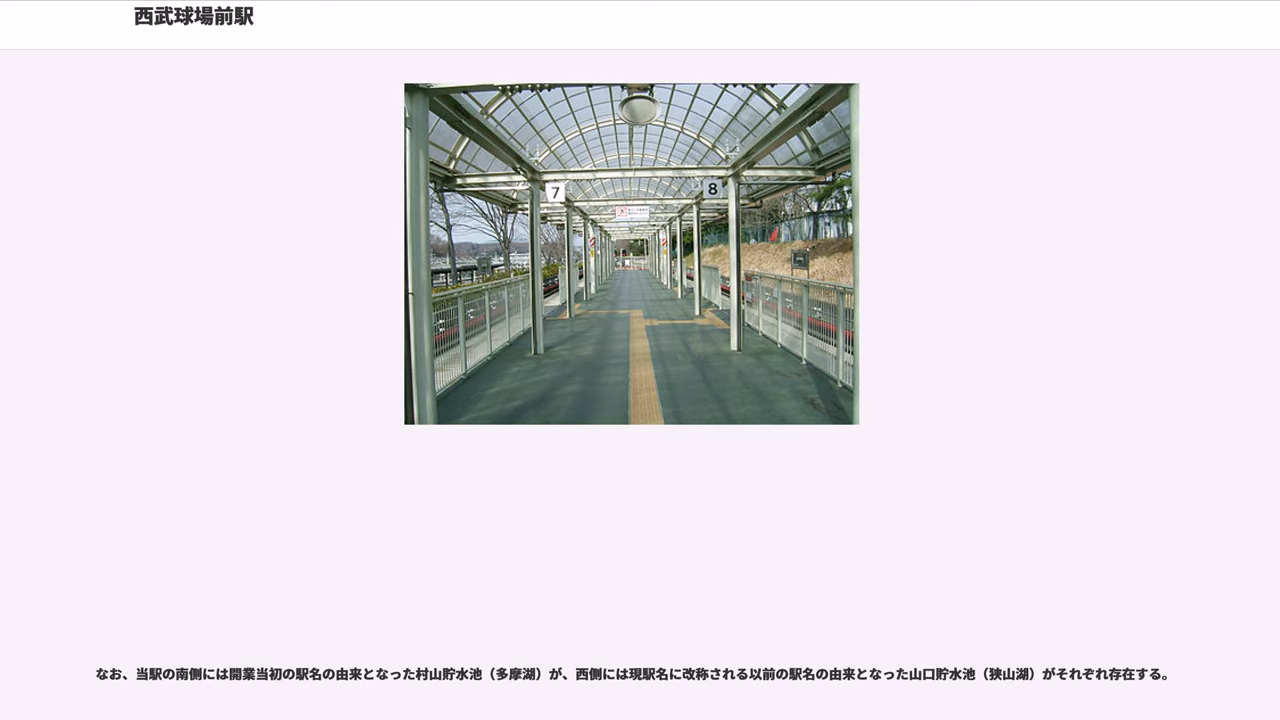 西武球場前駅
7
8
なお、当駅の南側には開業当初の駅名の由来となった村山貯水池（多摩湖）が、西側には現駅名に改称される以前の駅名の由来となった山口貯水池（狭山湖）がそれぞれ存在する。